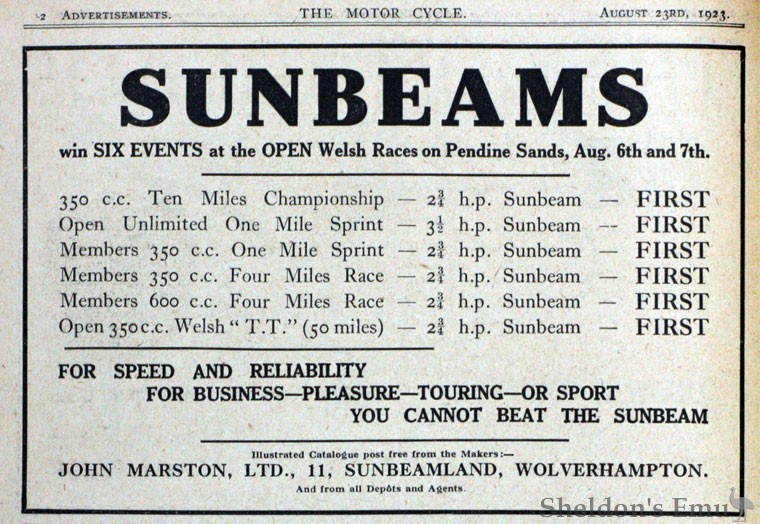 2 ADVERTISEMENTS. THE MOTOR CYCLE. AUGUST 23RD, 1923.
SUNBEAMS
win SIX EVENTS at the OPEN Welsh Races on Pendine Sands, Aug. 6th and 7th.
350 c.c. Ten Miles Championship — 2¾ h.p. Sunbeam — FIRST
Open Unlimited One Mile Sprint — 3½ h.p. Sunbeam — FIRST
Members 350 c.c. One Mile Sprint — 2¾ h.p. Sunbeam — FIRST
Members 350 c.c. Four Miles Race — 2¾ h.p. Sunbeam — FIRST
Members 600 c.c. Four Miles Race — 2¾ h.p. Sunbeam — FIRST
Open 350 c.c. Welsh "T.T." (50 miles) — 2¾ h.p. Sunbeam — FIRST
FOR SPEED AND RELIABILITY
FOR BUSINESS—PLEASURE—TOURING—OR SPORT
YOU CANNOT BEAT THE SUNBEAM
Illustrated Catalogue post free from the Makers:—
JOHN MARSTON, LTD., 11, SUNBEAMLAND, WOLVERHAMPTON.
And from all Depôts and Agents.
Sheldon's Emu